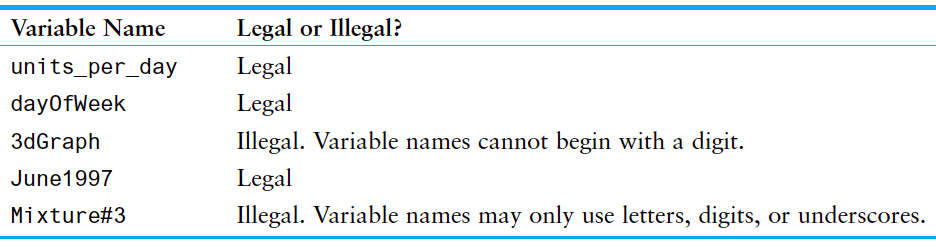 Variable Name Legal or Illegal?
units_per_day Legal
dayOfWeek Legal
3dGraph Illegal. Variable names cannot begin with a digit.
June1997 Legal
Mixture#3 Illegal. Variable names may only use letters, digits, or underscores.